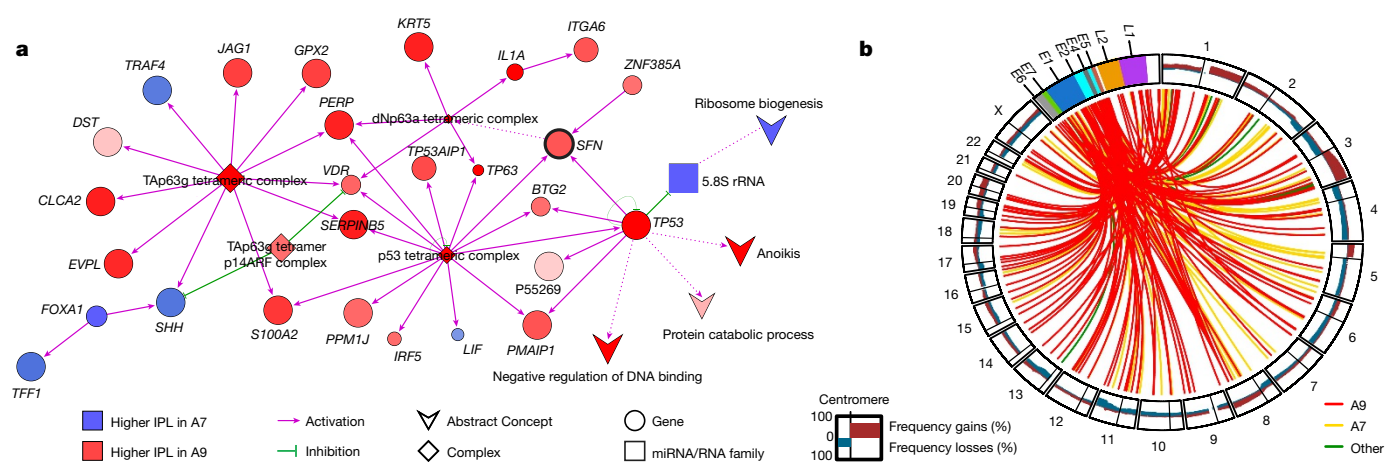 a
KRT5
ITGA6
JAG1
GPX2
IL1A
TRAF4
ZNF385A
PERP
Ribosome biogenesis
dNp63a tetrameric complex
DST
SFN
TP53AIP1
VDR
TP63
5.8S rRNA
TAp63g tetrameric complex
BTG2
CLCA2
SERPINB5
TP53
TAp63g tetramer
p14ARF complex
p53 tetrameric complex
Anoikis
EVPL
P55269
FOXA1
SHH
S100A2
PPM1J
IRF5
LIF
PMAIP1
Protein catabolic process
Negative regulation of DNA binding
TFF1
Higher IPL in A7
Activation
Abstract Concept
Gene
Higher IPL in A9
Inhibition
Complex
miRNA/RNA family
b
E6
E7
E1
E2
E4
E5
L2
L1
1
2
3
4
5
6
7
8
9
10
11
12
13
14
15
16
17
18
19
20
21
22
X
Centromere
100
0
100
Frequency gains (%)
Frequency losses (%)
A9
A7
Other